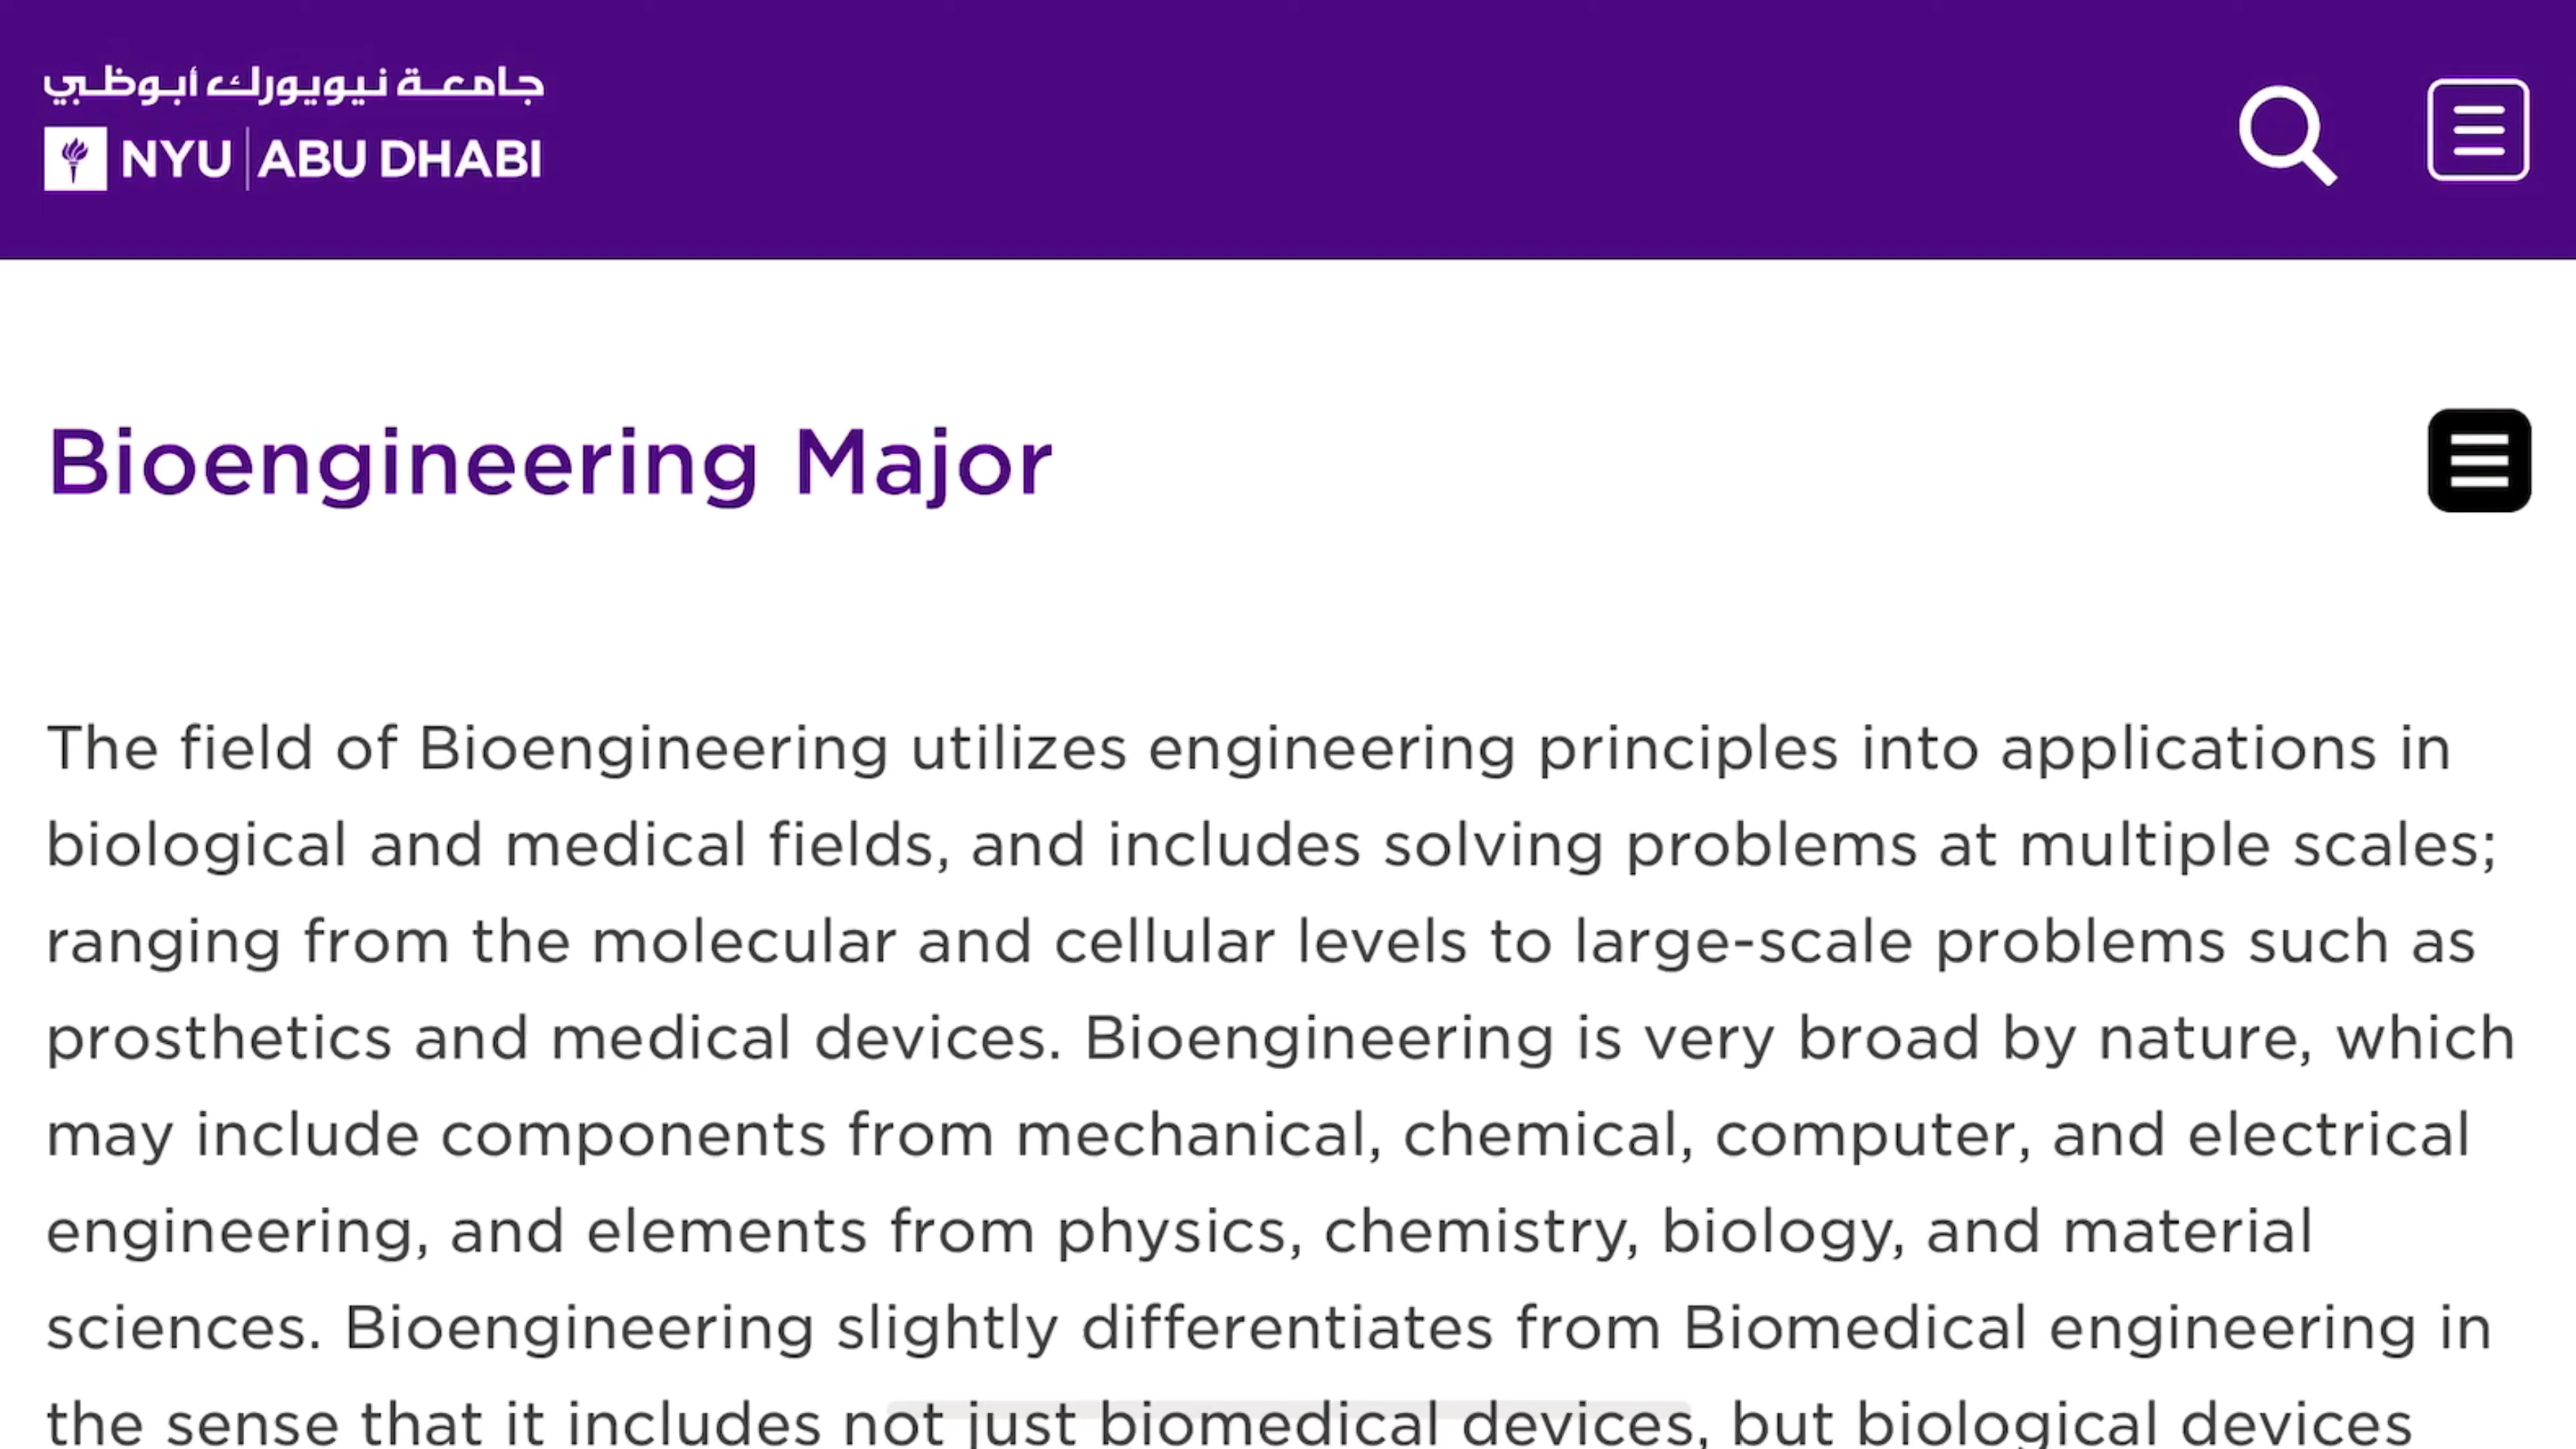 جامعة نيويورك أبوظبي
NYU | ABU DHABI
Bioengineering Major
The field of Bioengineering utilizes engineering principles into applications in
biological and medical fields, and includes solving problems at multiple scales;
ranging from the molecular and cellular levels to large-scale problems such as
prosthetics and medical devices. Bioengineering is very broad by nature, which
may include components from mechanical, chemical, computer, and electrical
engineering, and elements from physics, chemistry, biology, and material
sciences. Bioengineering slightly differentiates from Biomedical engineering in
the sense that it includes not just biomedical devices, but biological devices